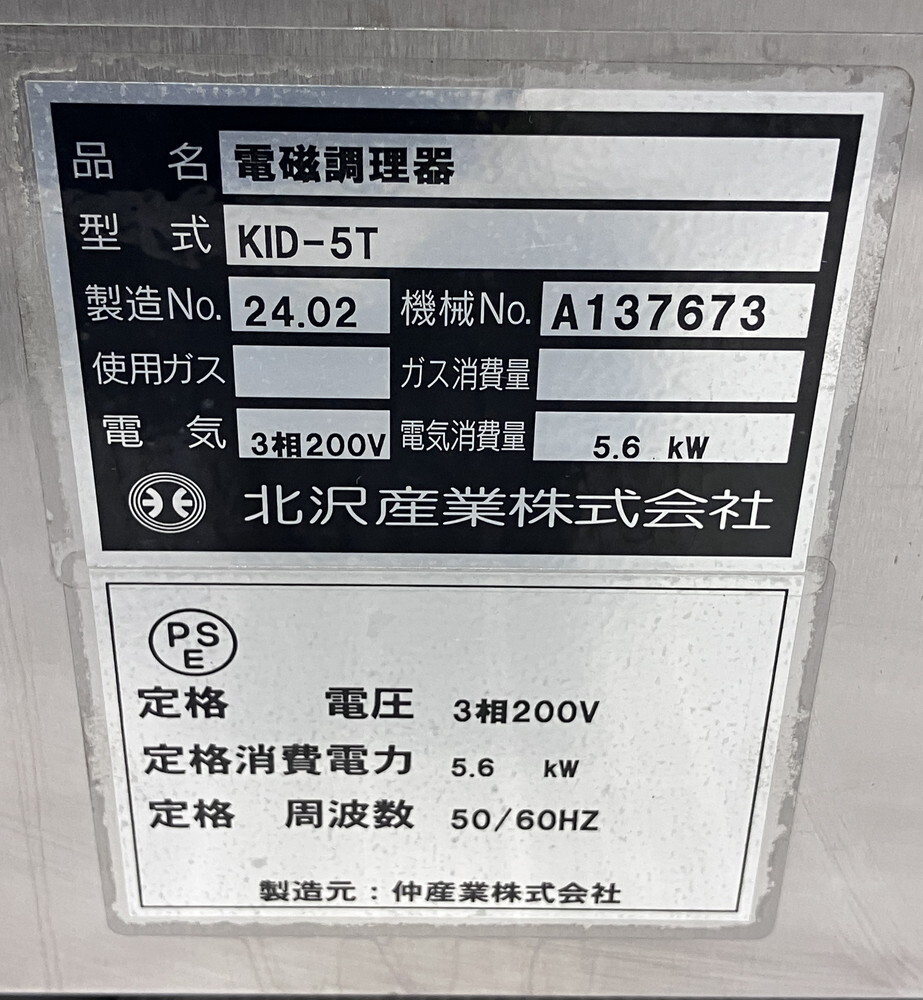 品 名 電磁調理器
型 式 KID-5T
製造No. 24.02 機械No. A137673
使用ガス ガス消費量
電 気 3相200V 電気消費量 5.6 kW
北沢産業株式会社
PSE
定格 電圧 3相200V
定格消費電力 5.6 kW
定格 周波数 50/60HZ
製造元：仲産業株式会社